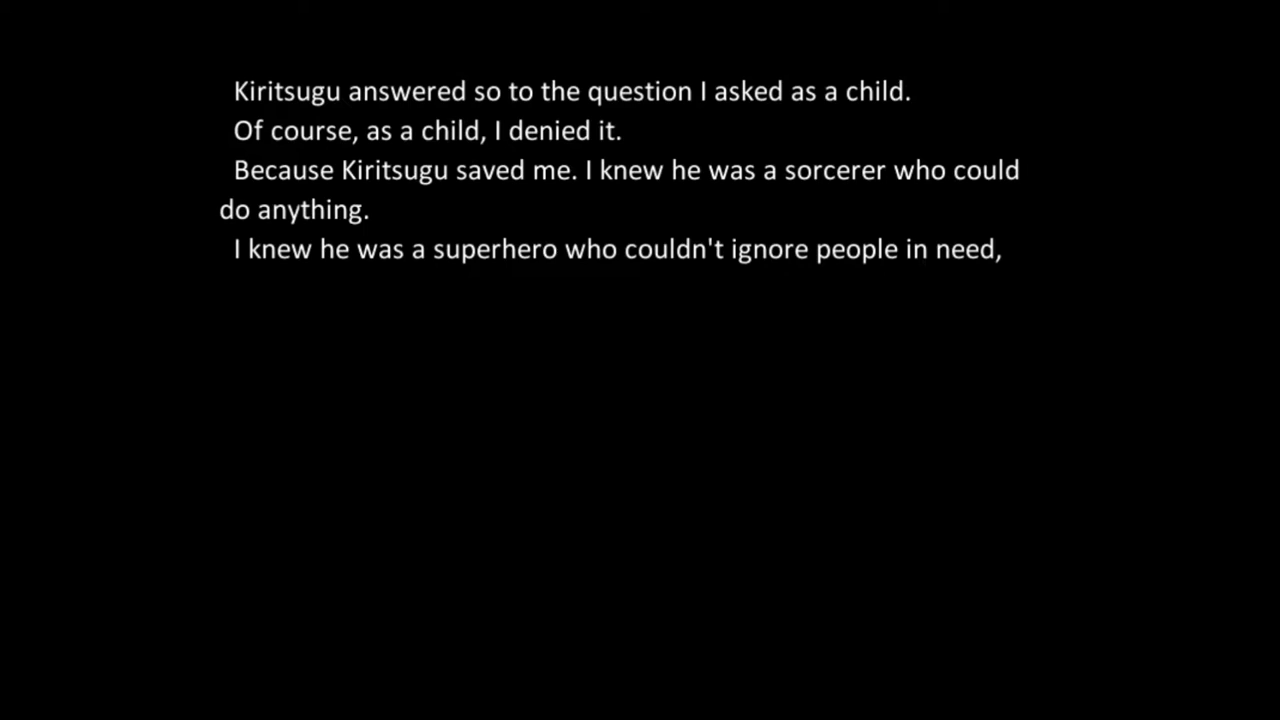 Kiritsugu answered so to the question I asked as a child.
Of course, as a child, I denied it.
Because Kiritsugu saved me. I knew he was a sorcerer who could
do anything.
I knew he was a superhero who couldn't ignore people in need,